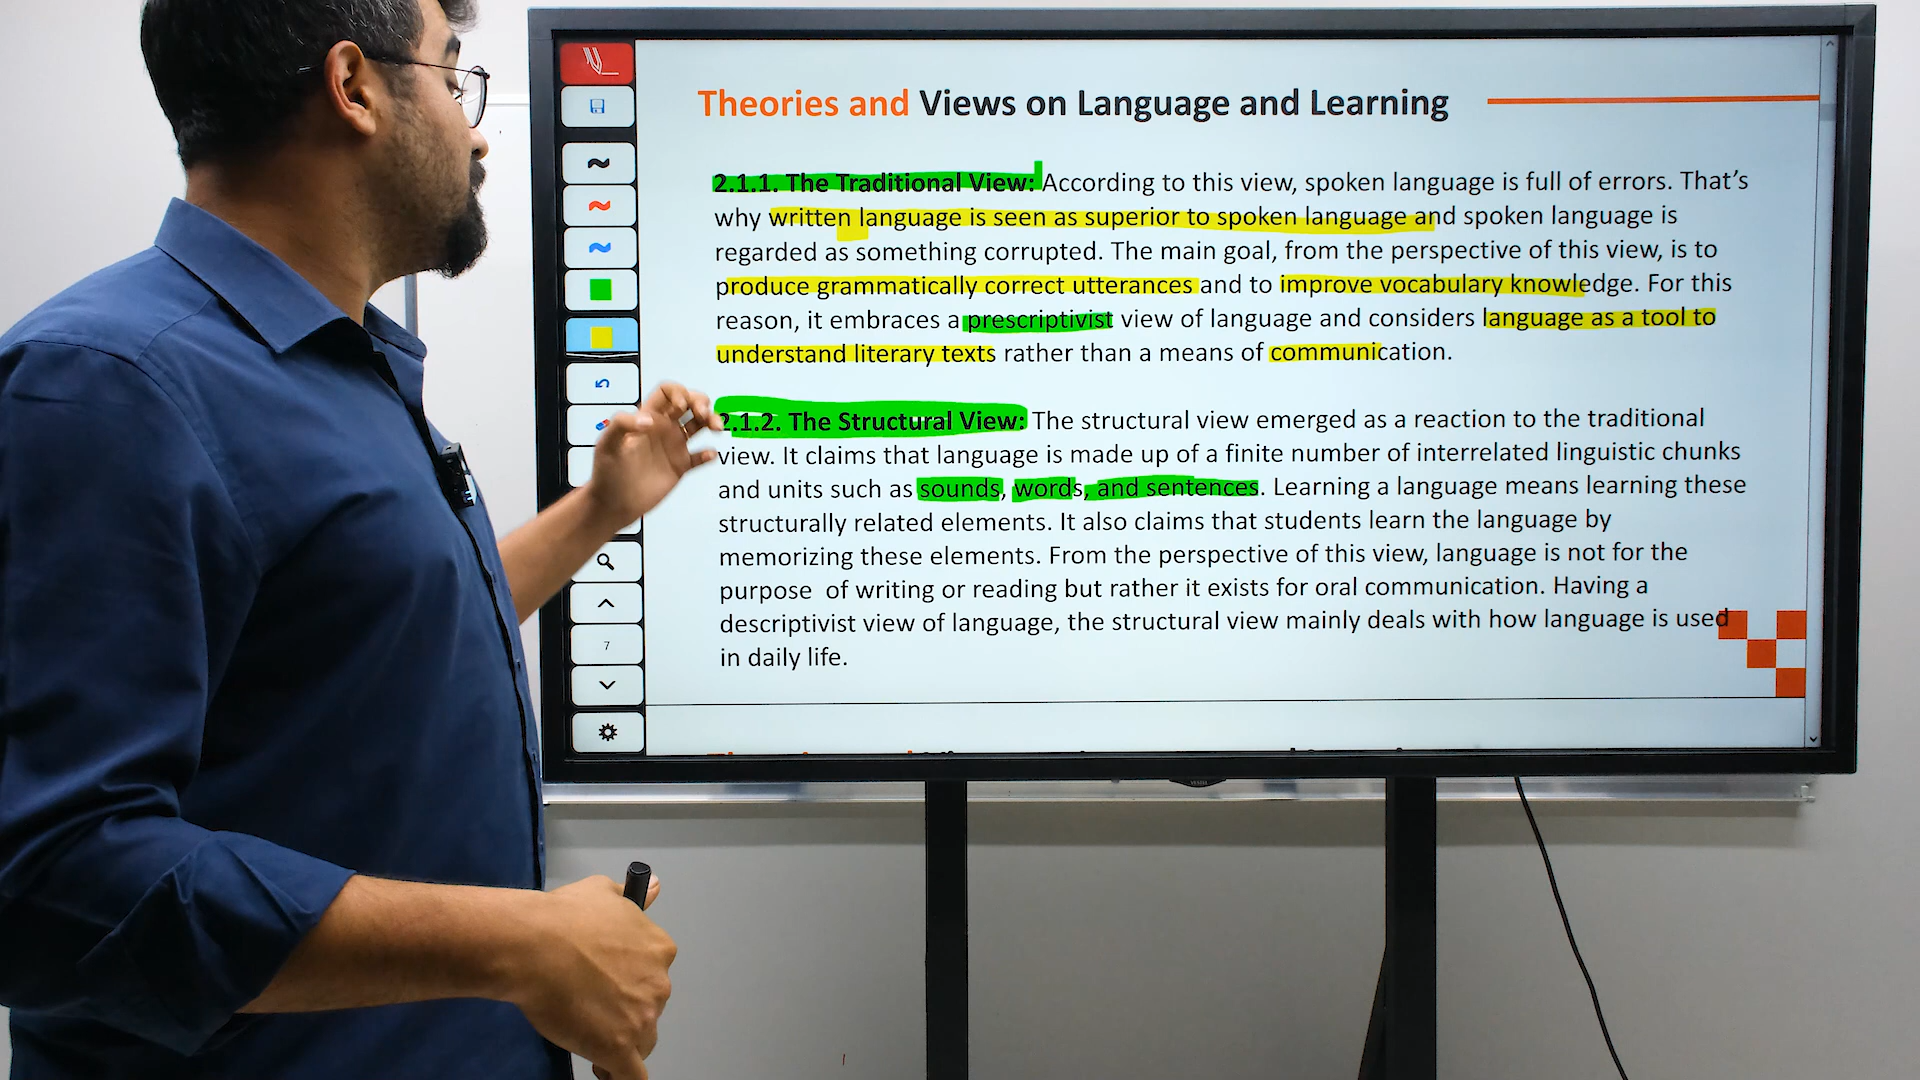 Theories and Views on Language and Learning
2.1.1. The Traditional View: According to this view, spoken language is full of errors. That's
why written language is seen as superior to spoken language and spoken language is
regarded as something corrupted. The main goal, from the perspective of this view, is to
produce grammatically correct utterances and to improve vocabulary knowledge. For this
reason, it embraces a prescriptivist view of language and considers language as a tool to
understand literary texts rather than a means of communication.
2.1.2. The Structural View: The structural view emerged as a reaction to the traditional
view. It claims that language is made up of a finite number of interrelated linguistic chunks
and units such as sounds, words, and sentences. Learning a language means learning these
structurally related elements. It also claims that students learn the language by
memorizing these elements. From the perspective of this view, language is not for the
purpose of writing or reading but rather it exists for oral communication. Having a
descriptivist view of language, the structural view mainly deals with how language is used
in daily life.
7